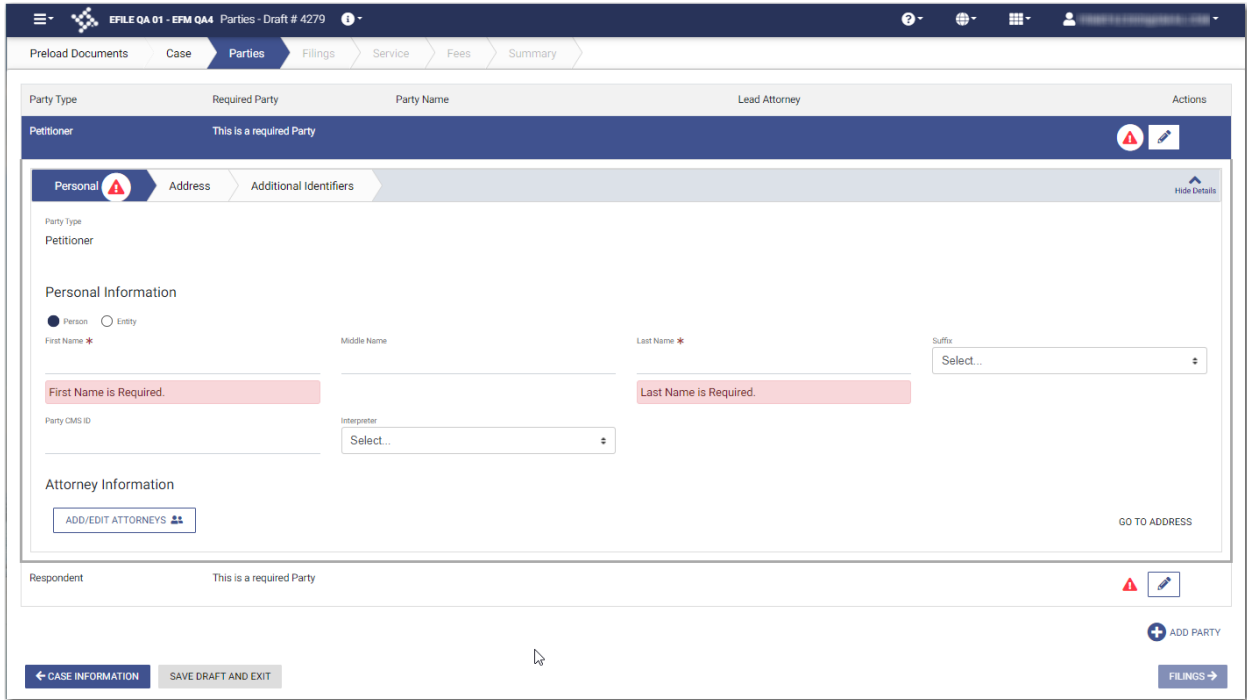 EFILE QA 01 - EFM QA4 Parties - Draft # 4279
Preload Documents Case Parties Filings Service Fees Summary
Party Type Required Party Party Name Lead Attorney Actions
Petitioner This is a required Party
Personal Address Additional Identifiers
Hide Details
Party Type
Petitioner
Personal Information
Person Entity
First Name * Middle Name Last Name * Suffix
Select...
First Name is Required. Last Name is Required.
Party CMS ID Interpreter
Select...
Attorney Information
ADD/EDIT ATTORNEYS GO TO ADDRESS
Respondent This is a required Party
ADD PARTY
CASE INFORMATION SAVE DRAFT AND EXIT FILINGS